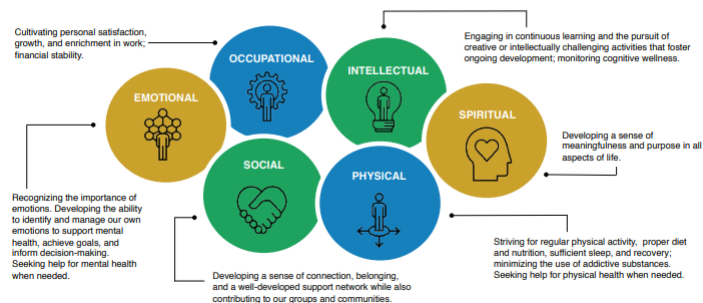 Cultivating personal satisfaction,
growth, and enrichment in work;
financial stability.
OCCUPATIONAL
INTELLECTUAL
Engaging in continuous learning and the pursuit of
creative or intellectually challenging activities that foster
ongoing development; monitoring cognitive wellness.
EMOTIONAL
SPIRITUAL
SOCIAL
PHYSICAL
Developing a sense of
meaningfulness and purpose in all
aspects of life.
Recognizing the importance of
emotions. Developing the ability
to identify and manage our own
emotions to support mental
health, achieve goals, and
inform decision-making.
Seeking help for mental health
when needed.
Developing a sense of connection, belonging,
and a well-developed support network while also
contributing to our groups and communities.
Striving for regular physical activity, proper diet
and nutrition, sufficient sleep, and recovery;
minimizing the use of addictive substances.
Seeking help for physical health when needed.